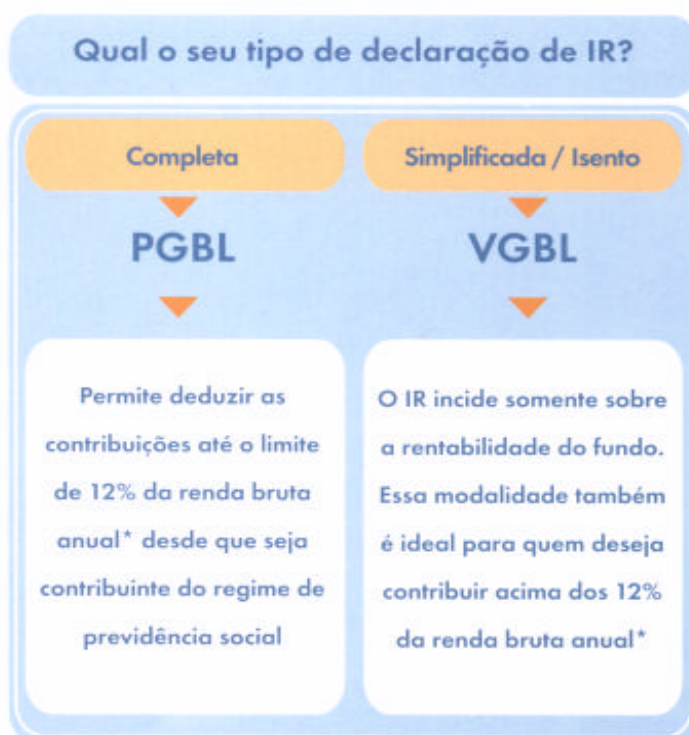 Qual o seu tipo de declaração de IR?
Completa
PGBL
Permite deduzir as
contribuições até o limite
de 12% da renda bruta
anual* desde que seja
contribuinte do regime de
previdência social
Simplificada / Isento
VGBL
O IR incide somente sobre
a rentabilidade do fundo.
Essa modalidade também
é ideal para quem deseja
contribuir acima dos 12%
da renda bruta anual*